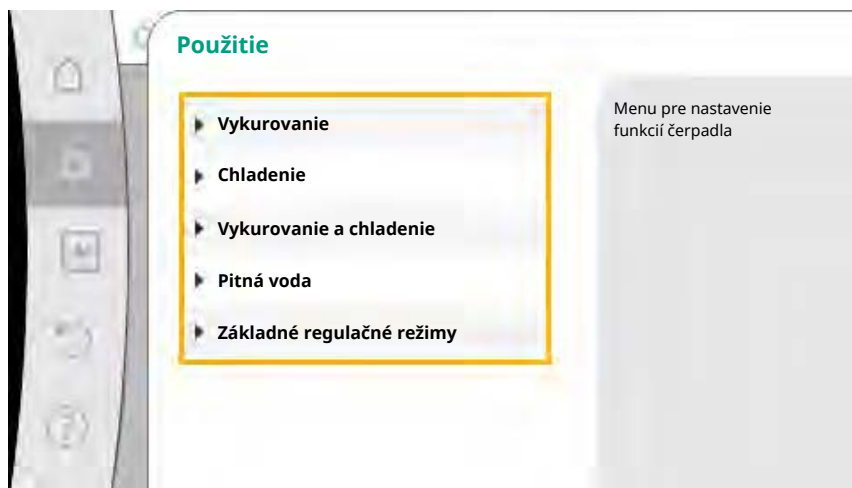 Použitie
Vykurovanie
Chladenie
Vykurovanie a chladenie
Pitná voda
Základné regulačné režimy
Menu pre nastavenie
funkcií čerpadla